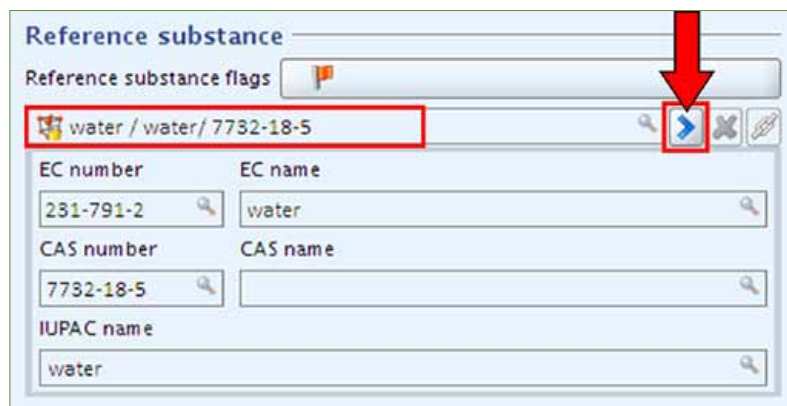 Reference substance
Reference substance flags
water / water/ 7732-18-5
EC number EC name
231-791-2 water
CAS number CAS name
7732-18-5
IUPAC name
water